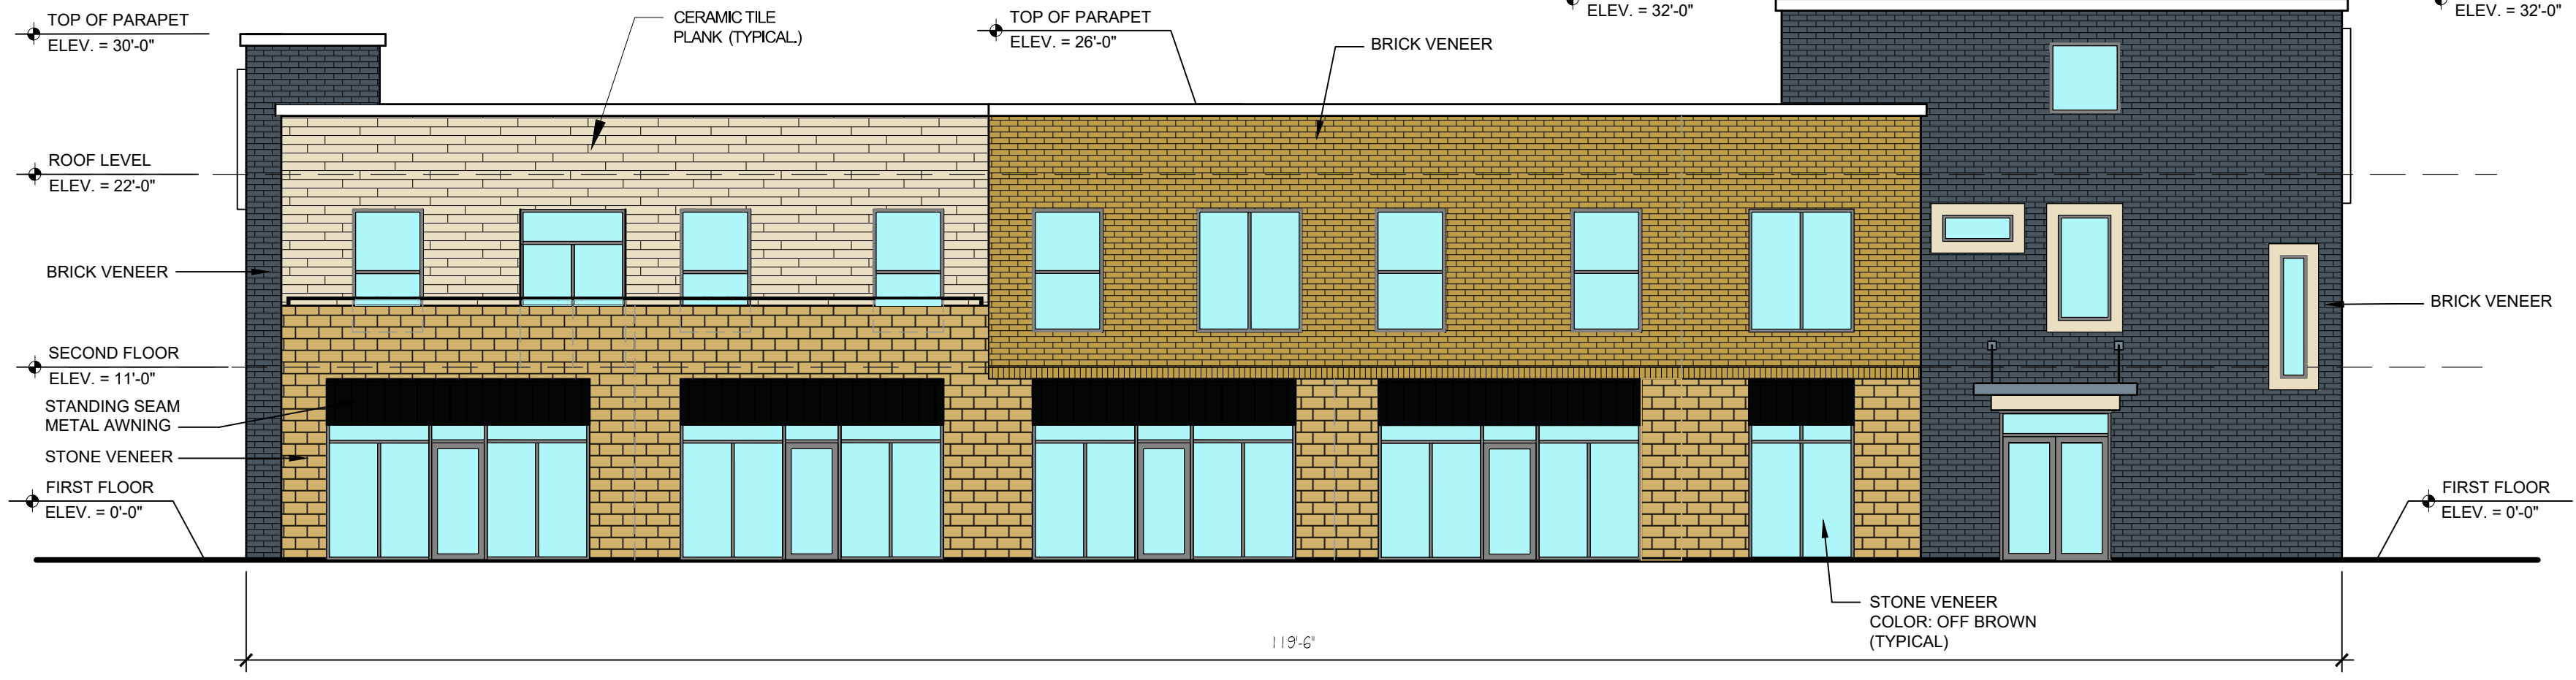 TOP OF PARAPET
ELEV. = 30'-0"
CERAMIC TILE
PLANK (TYPICAL.)
TOP OF PARAPET
ELEV. = 26'-0"
BRICK VENEER
ELEV. = 32'-0"
ELEV. = 32'-0"
ROOF LEVEL
ELEV. = 22'-0"
BRICK VENEER
BRICK VENEER
SECOND FLOOR
ELEV. = 11'-0"
STANDING SEAM
METAL AWNING
STONE VENEER
FIRST FLOOR
ELEV. = 0'-0"
FIRST FLOOR
ELEV. = 0'-0"
STONE VENEER
COLOR: OFF BROWN
(TYPICAL)
119'-6"